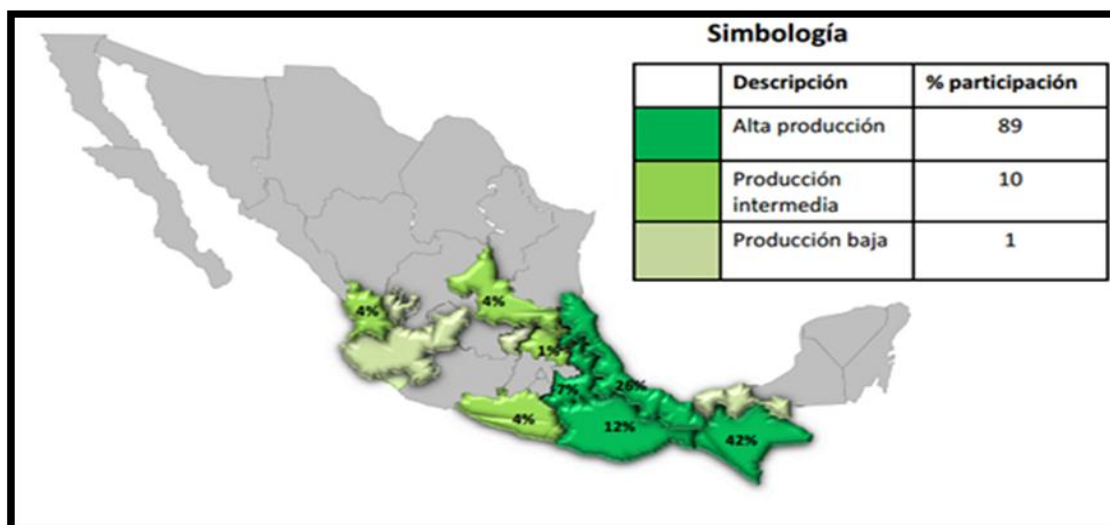 Simbología
Descripción % participación
Alta producción 89
Producción
intermedia 10
Producción baja 1
4%
4%
1%
7%
26%
4%
12%
42%